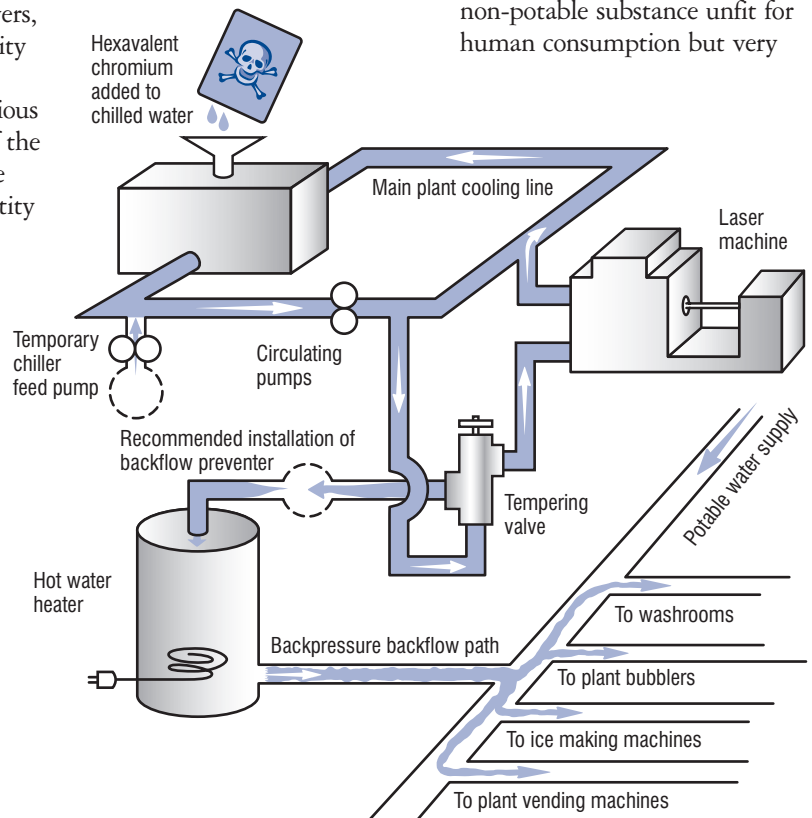 non-potable substance unfit for
human consumption but very
Hexavalent
chromium
added to
chilled water
Main plant cooling line
Laser
machine
Temporary
chiller
feed pump
Circulating
pumps
Recommended installation of
backflow preventer
Tempering
valve
Potable water supply
Hot water
heater
Backpressure backflow path
To washrooms
To plant bubblers
To ice making machines
To plant vending machines